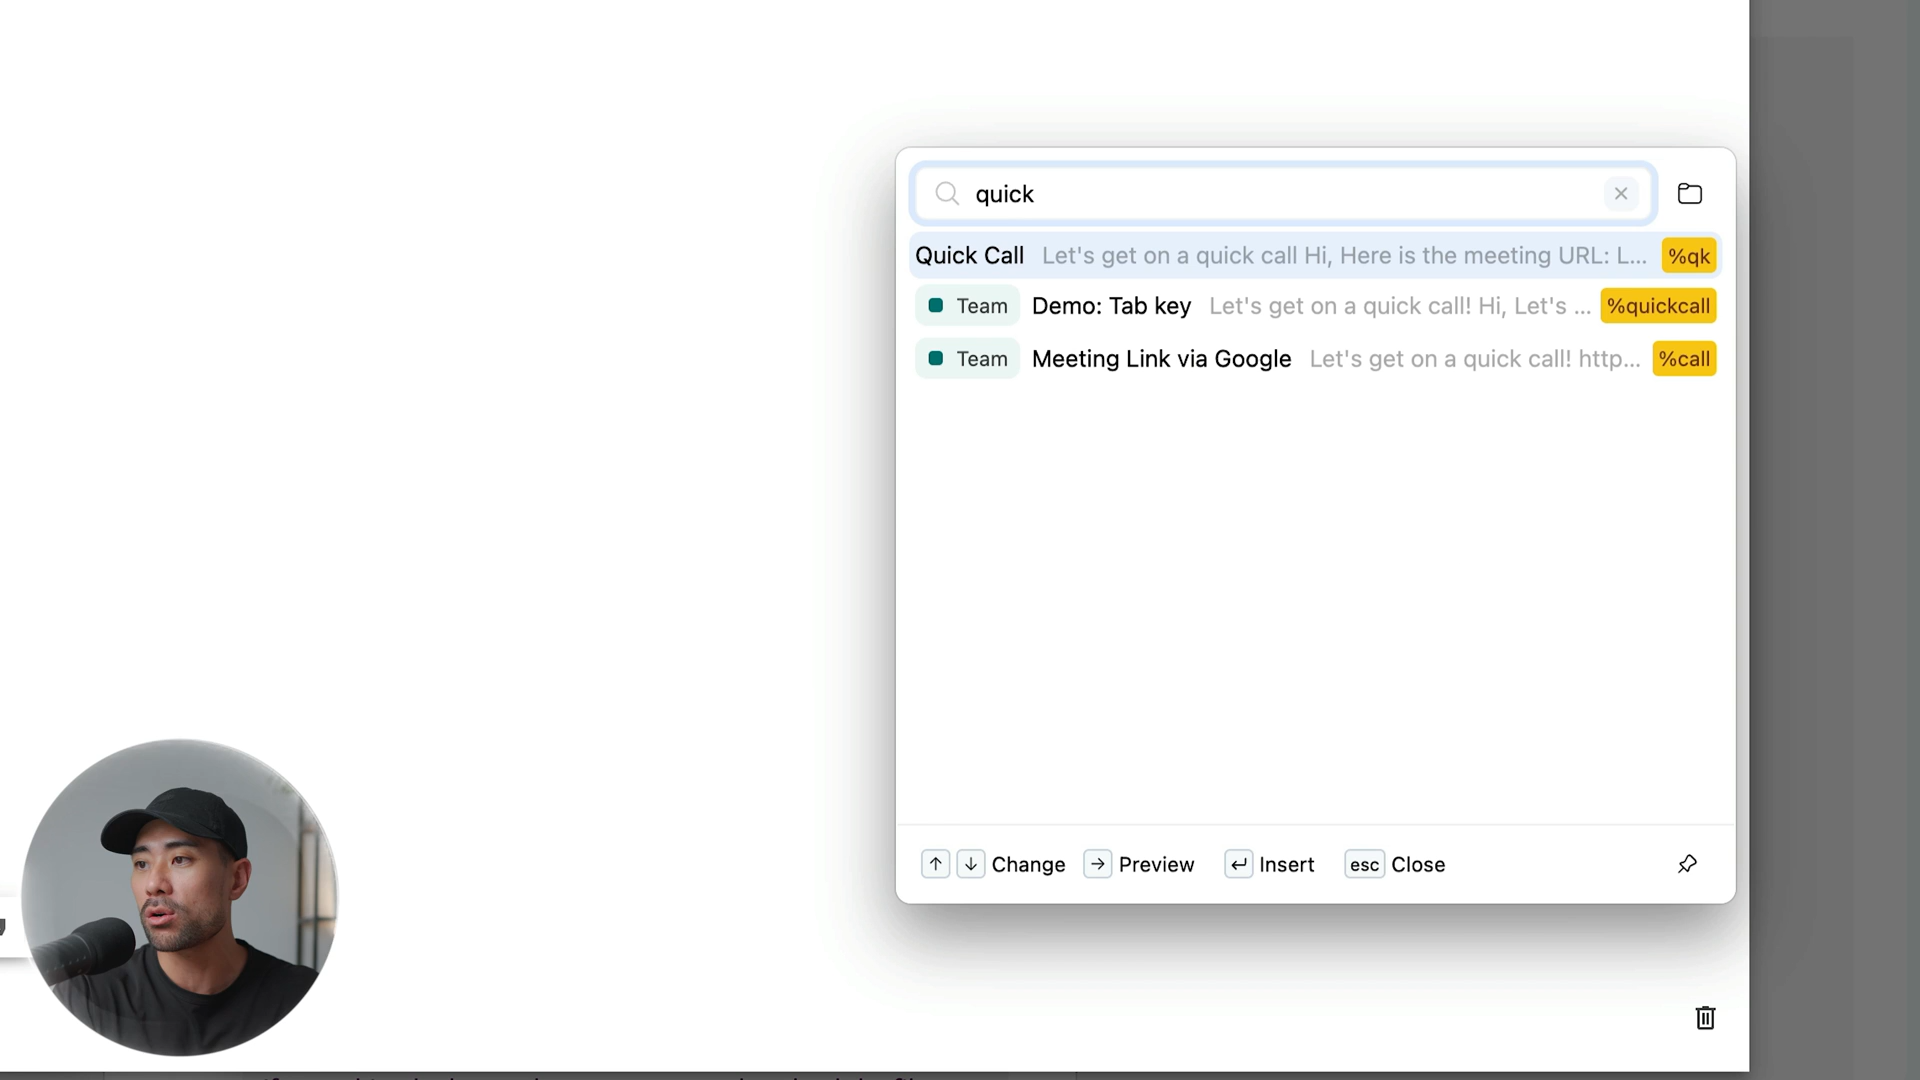 quick
Quick Call Let's get on a quick call Hi, Here is the meeting URL: L... %qk
Team Demo: Tab key Let's get on a quick call! Hi, Let's ... %quickcall
Team Meeting Link via Google Let's get on a quick call! http... %call
↑ ↓ Change → Preview ↵ Insert esc Close